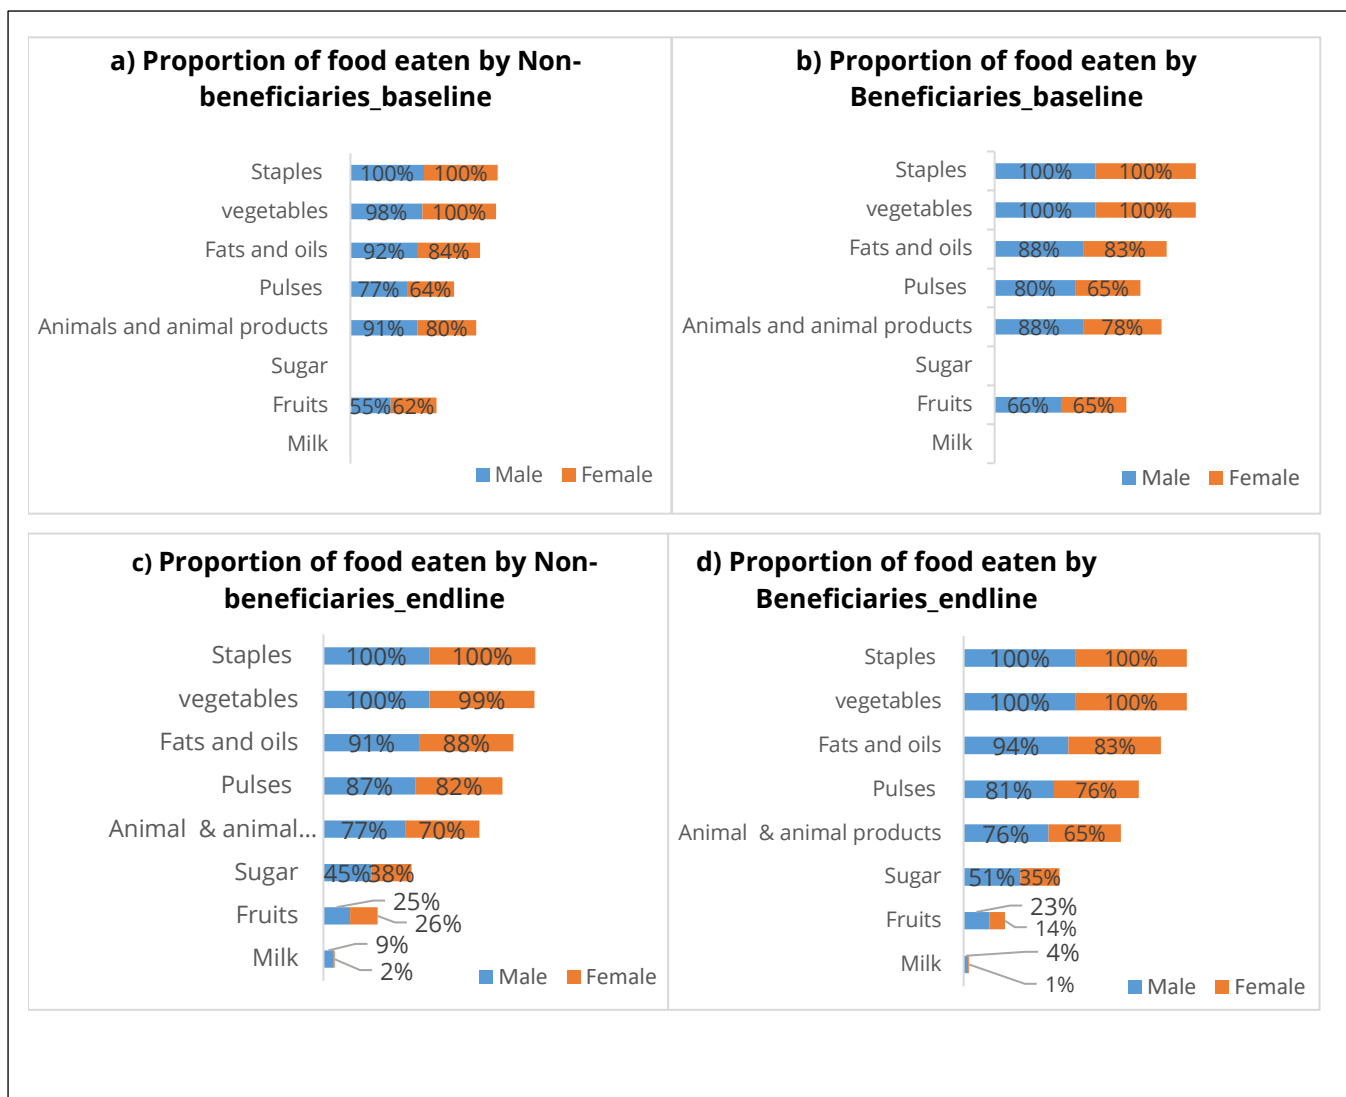 a) Proportion of food eaten by Non-
beneficiaries_baseline
Staples 100% 100%
vegetables 98% 100%
Fats and oils 92% 84%
Pulses 77% 64%
Animals and animal products 91% 80%
Sugar
Fruits 55% 62%
Milk
Male Female
b) Proportion of food eaten by
Beneficiaries_baseline
Staples 100% 100%
vegetables 100% 100%
Fats and oils 88% 83%
Pulses 80% 65%
Animals and animal products 88% 78%
Sugar
Fruits 66% 65%
Milk
Male Female
c) Proportion of food eaten by Non-
beneficiaries_endline
Staples 100% 100%
vegetables 100% 99%
Fats and oils 91% 88%
Pulses 87% 82%
Animal & animal... 77% 70%
Sugar 45% 38%
Fruits 25% 26%
Milk 9% 2%
Male Female
d) Proportion of food eaten by
Beneficiaries_endline
Staples 100% 100%
vegetables 100% 100%
Fats and oils 94% 83%
Pulses 81% 76%
Animal & animal products 76% 65%
Sugar 51% 35%
Fruits 23% 14%
Milk 4% 1%
Male Female